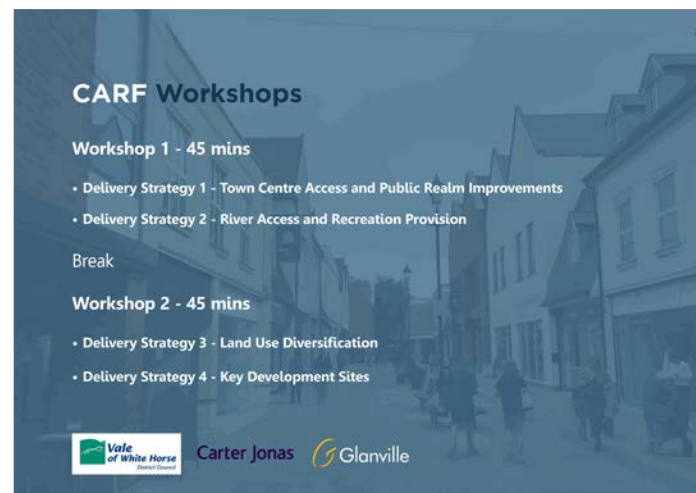 CARF Workshops
Workshop 1 - 45 mins
• Delivery Strategy 1 - Town Centre Access and Public Realm Improvements
• Delivery Strategy 2 - River Access and Recreation Provision
Break
Workshop 2 - 45 mins
• Delivery Strategy 3 - Land Use Diversification
• Delivery Strategy 4 - Key Development Sites
Vale
of White Horse
District Council
Carter Jonas
Glanville